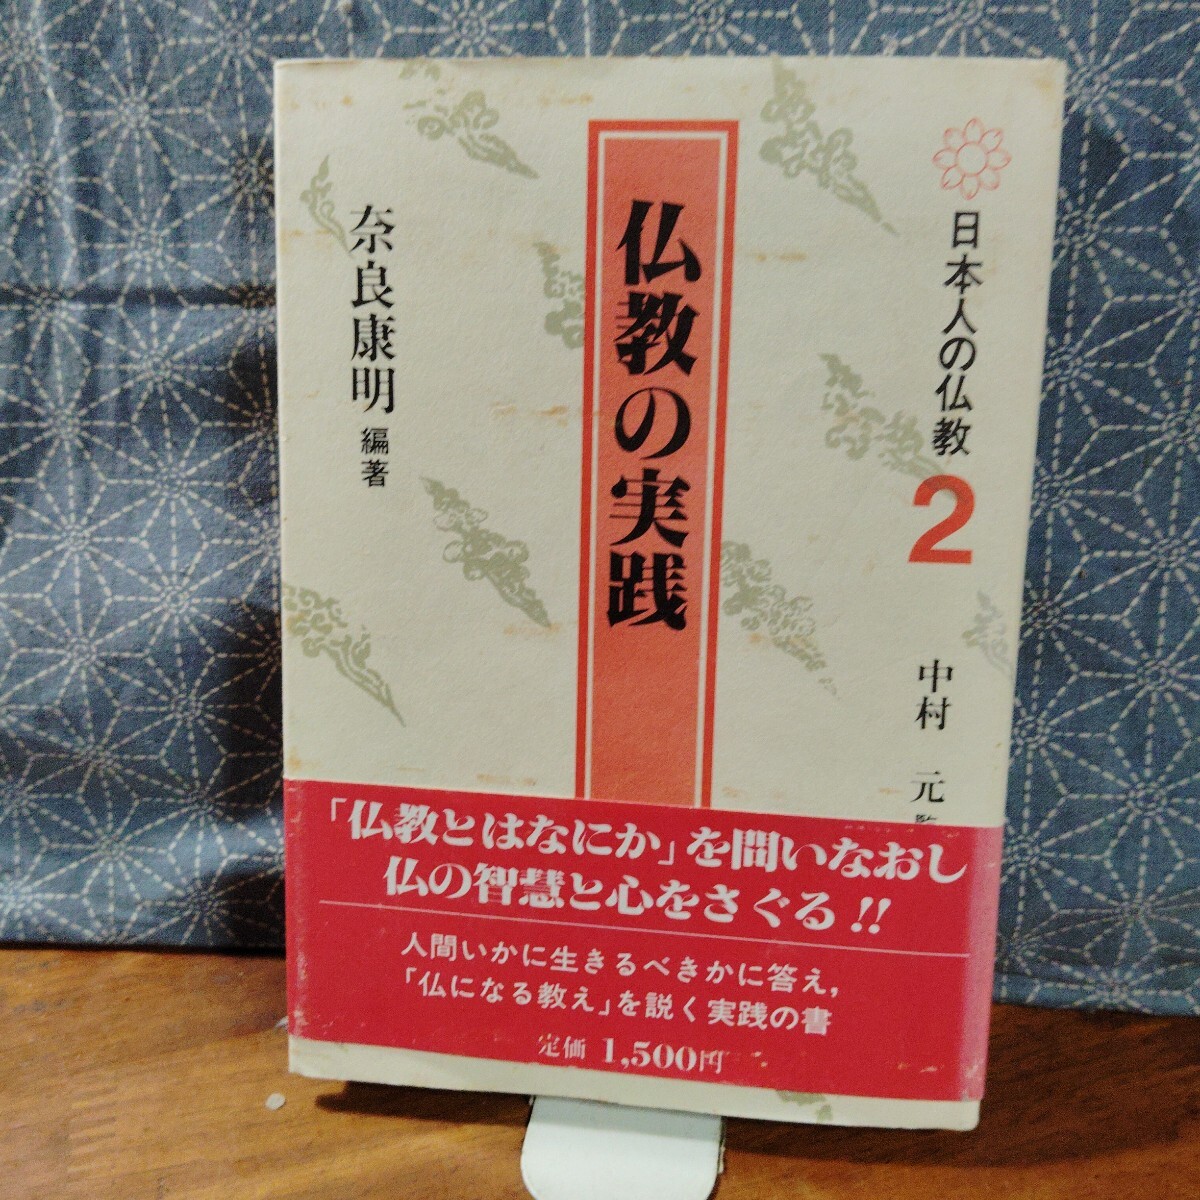 日本人の仏教
2
中村 元
仏教の実践
奈良康明 編著
「仏教とはなにか」を問いなおし
仏の智慧と心をさぐる!!
人間いかに生きるべきかに答え,
「仏になる教え」を説く実践の書
定価 1,500円